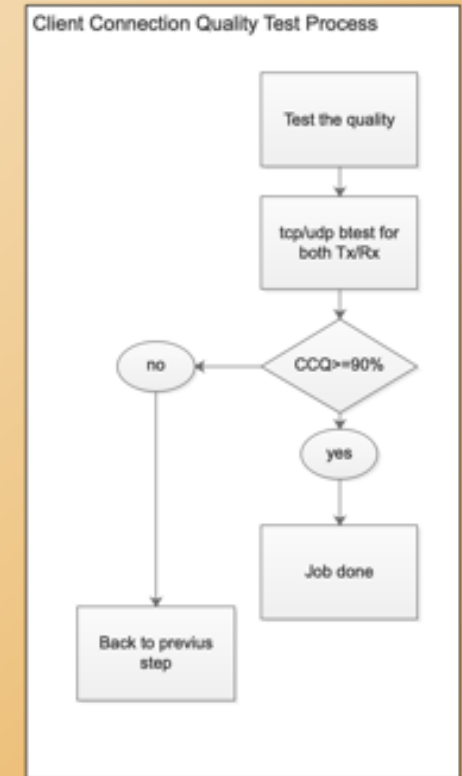 Client Connection Quality Test Process
Test the quality
tcp/udp btest for
both Tx/Rx
CCQ>=90%
no
yes
Job done
Back to previus
step